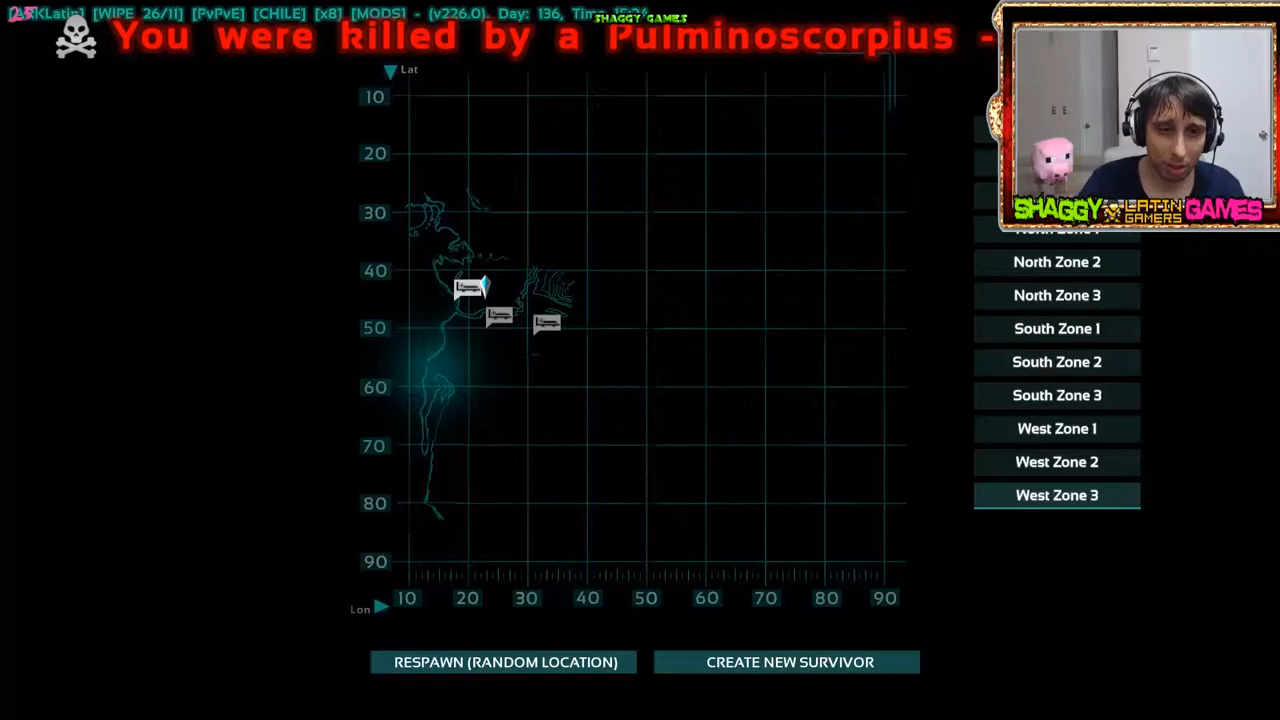 [ARKLatin] [WIPE 26/11] [PvPvE] [CHILE] [x8] [MODS] - (v226.0). Day: 136, Time
25
SHAGGY GAMES
You were killed by a Pulminoscorpius -
Lat
10
20
30
40
50
60
70
80
90
Lon
10 20 30 40 50 60 70 80 90
North Zone 2
North Zone 3
South Zone 1
South Zone 2
South Zone 3
West Zone 1
West Zone 2
West Zone 3
RESPAWN (RANDOM LOCATION)
CREATE NEW SURVIVOR
SHAGGY LATIN GAMERS GAMES